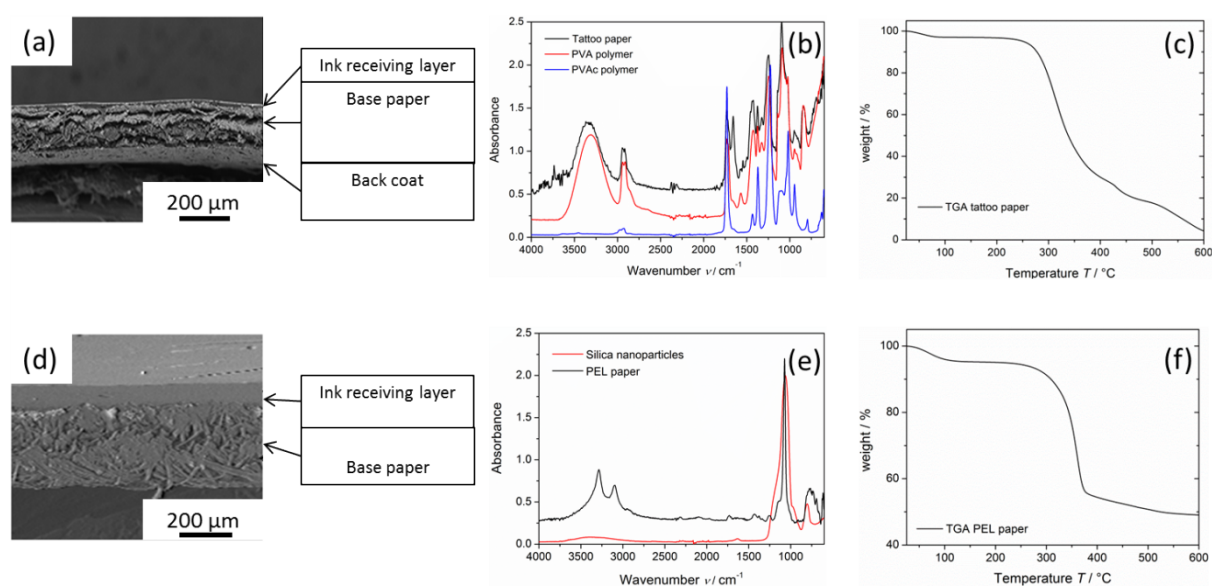 (a)
Ink receiving layer
Base paper
Back coat
200 µm
(b)
2.5
2.0
1.5
1.0
0.5
0.0
Absorbance
Tattoo paper
PVA polymer
PVAc polymer
4000 3500 3000 2500 2000 1500 1000
Wavenumber ν / cm⁻¹
(c)
100
80
60
40
20
0
weight / %
TGA tattoo paper
100 200 300 400 500 600
Temperature T / °C
(d)
Ink receiving layer
Base paper
200 µm
(e)
2.5
2.0
1.5
1.0
0.5
0.0
Absorbance
Silica nanoparticles
PEL paper
4000 3500 3000 2500 2000 1500 1000
Wavenumber ν / cm⁻¹
(f)
100
80
60
40
weight / %
TGA PEL paper
100 200 300 400 500 600
Temperature T / °C